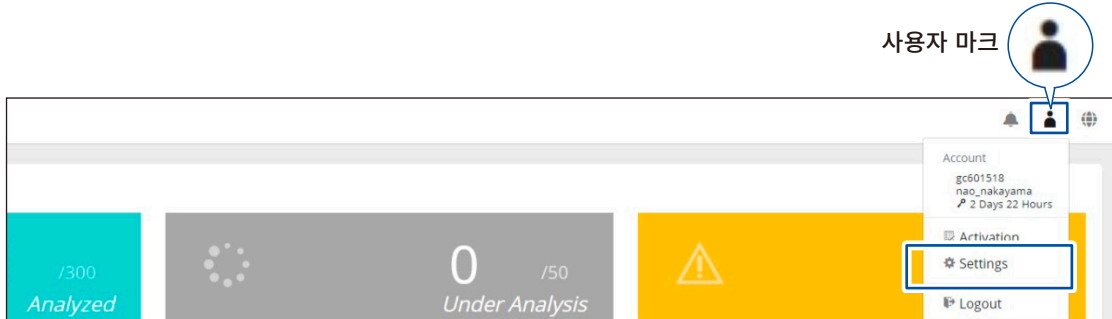 사용자 마크
Account
gc601518
nao_nakayama
2 Days 22 Hours
Activation
Settings
Logout
/300
Analyzed
0 /50
Under Analysis